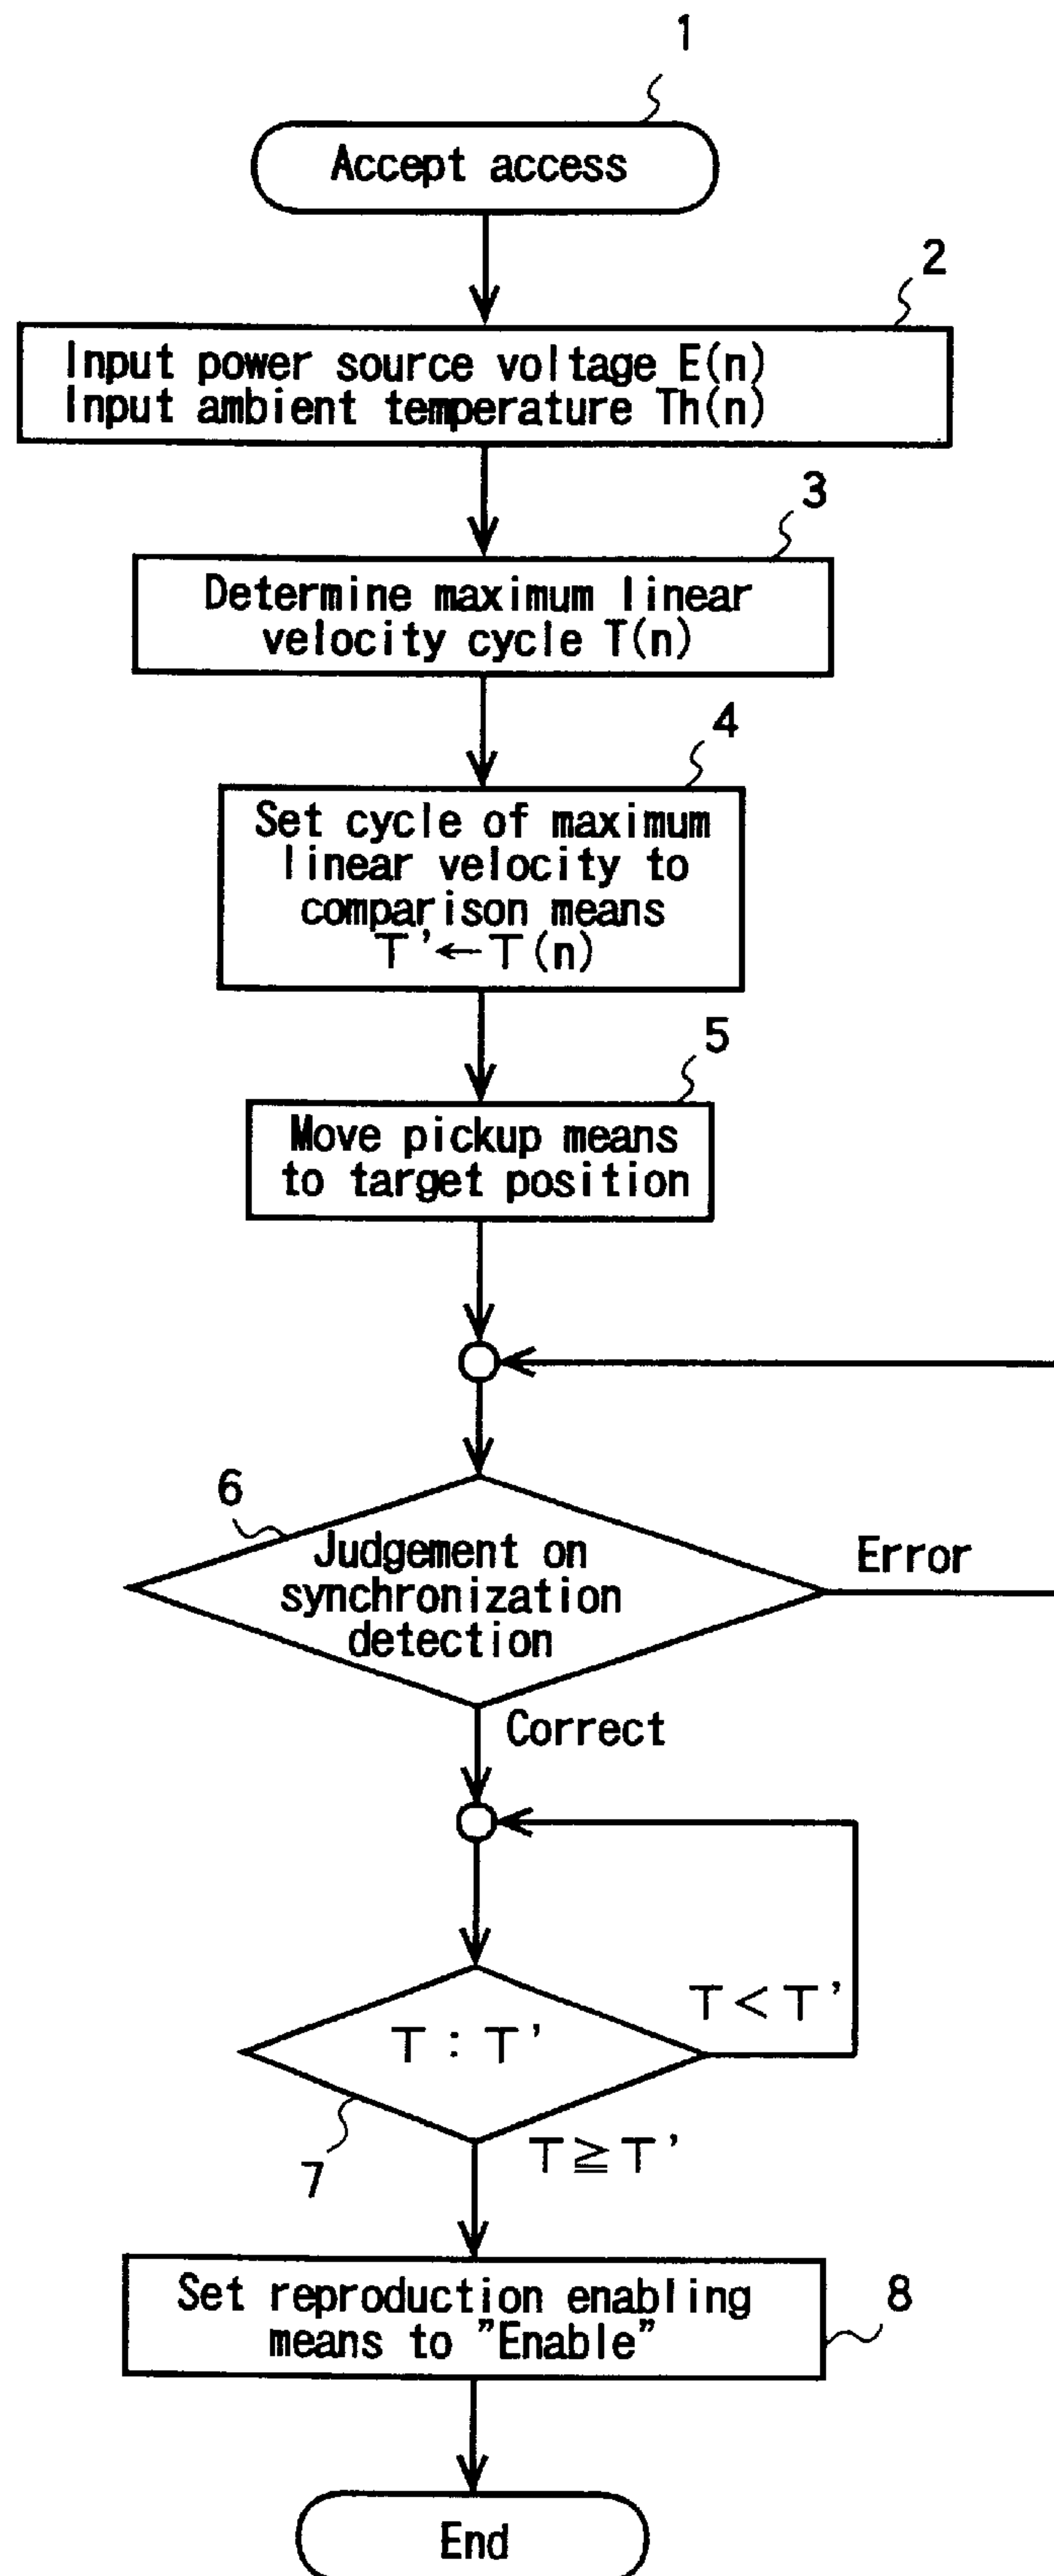 1
Accept access
2
Input power source voltage E(n)
Input ambient temperature Th(n)
3
Determine maximum linear
velocity cycle T(n)
4
Set cycle of maximum
linear velocity to
comparison means
T'←T(n)
5
Move pickup means
to target position
6
Judgement on
synchronization
detection
Error
Correct
T<T'
T:T'
T≧T'
7
Set reproduction enabling
means to "Enable"
8
End